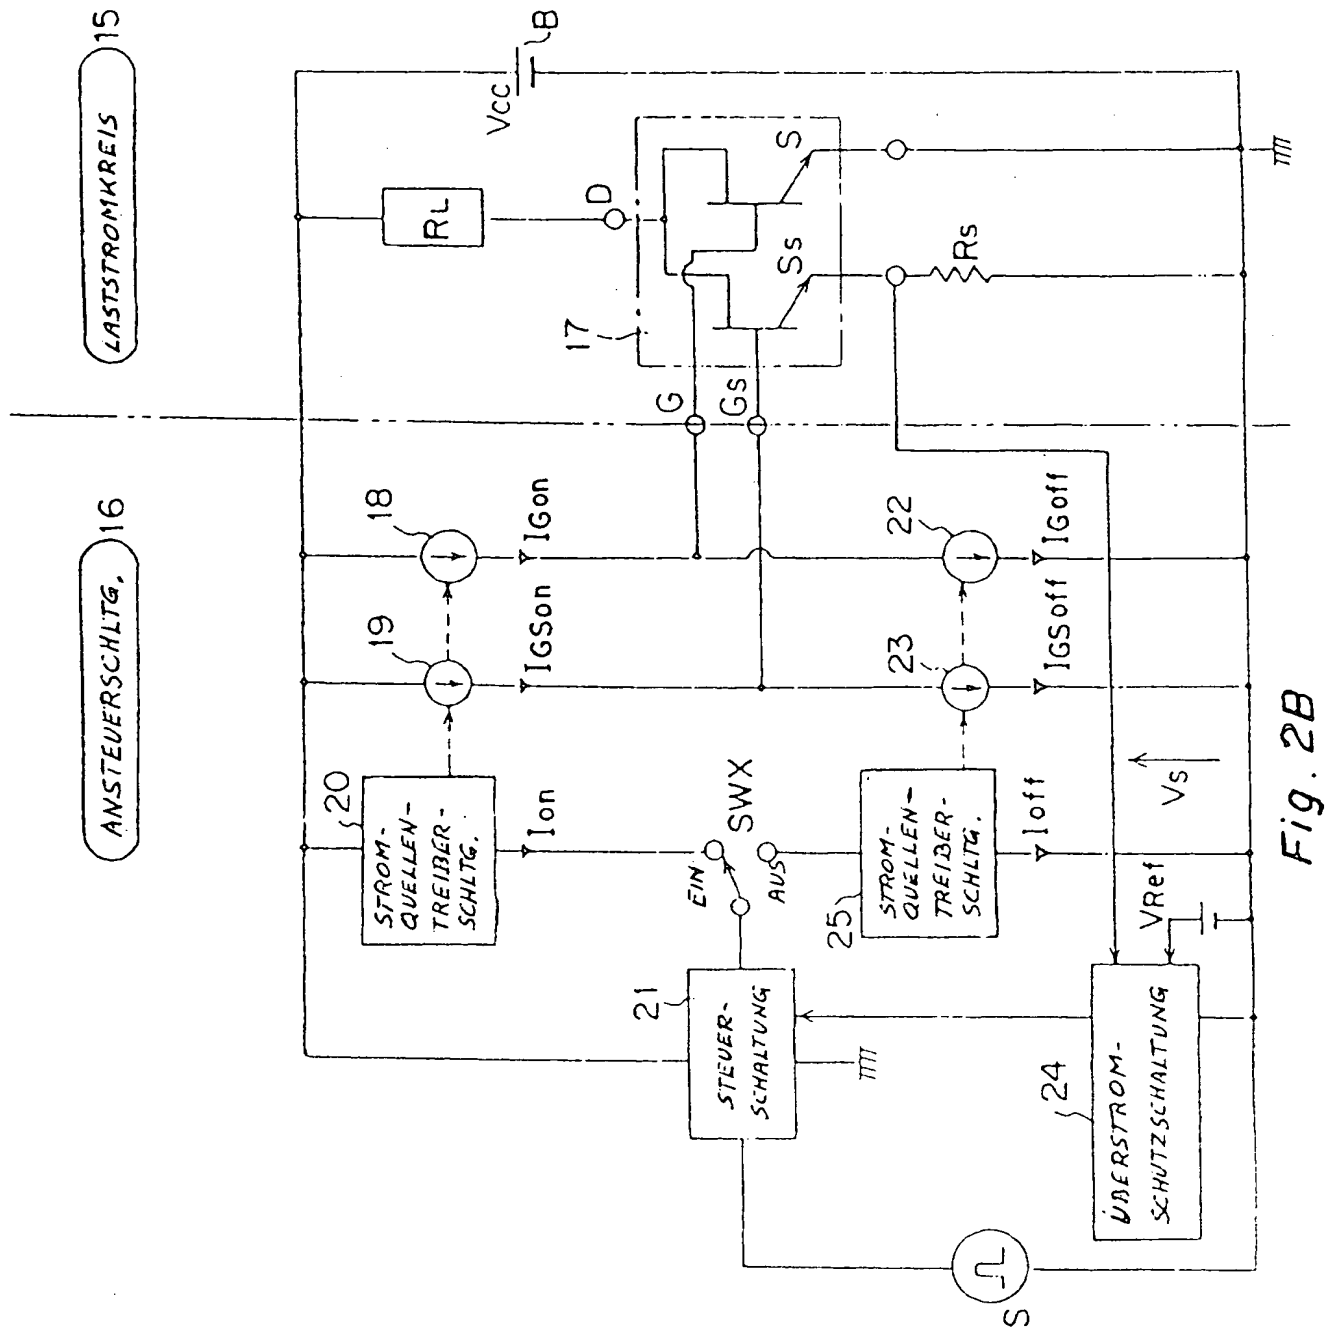 ANSTEUERSCHLTG. 16
LASTSTROMKREIS 15
20
STROM-
QUELLEN-
TREIBER-
SCHLTG.
Ion
19
IGSon
18
IGon
RL
D
Vcc
B
G
Gs
17
Ss
S
Rs
21
STEUER-
SCHALTUNG
EIN
AUS
SWX
25
STROM-
QUELLEN-
TREIBER-
SCHLTG.
Ioff
23
IGSoff
22
IGoff
S
24
ÜBERSTROM-
SCHUTZSCHALTUNG
VRef
Vs
Fig. 2B